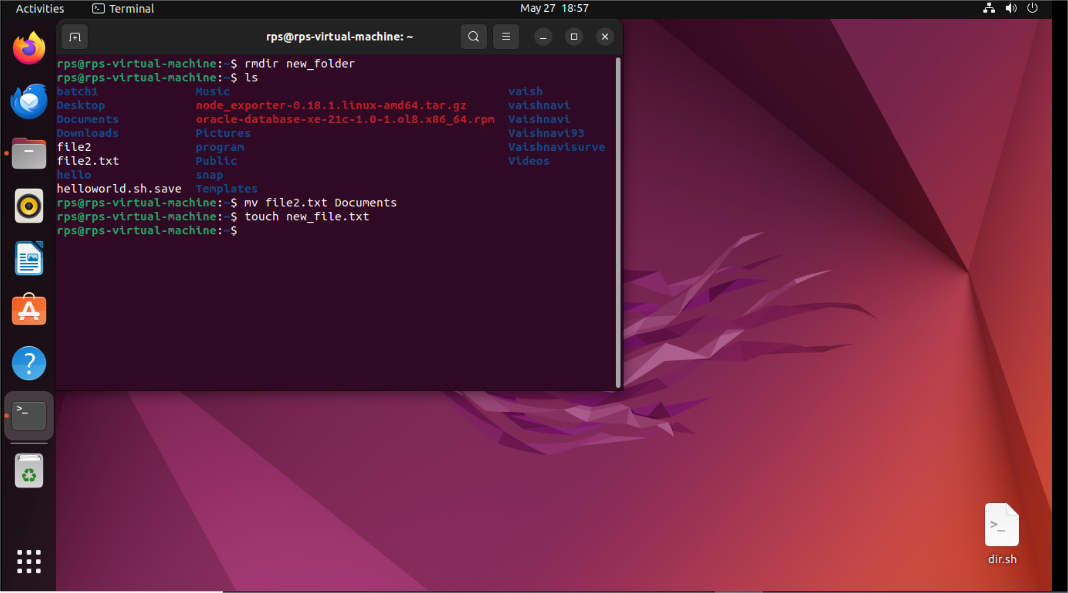 Activities Terminal May 27 18:57
rps@rps-virtual-machine: ~
rps@rps-virtual-machine:~$ rmdir new_folder
rps@rps-virtual-machine:~$ ls
batch1 Music vaish
Desktop node_exporter-0.18.1.linux-amd64.tar.gz vaishnavi
Documents oracle-database-xe-21c-1.0-1.ol8.x86_64.rpm Vaishnavi
Downloads Pictures Vaishnavi93
file2 program Vaishnavisurve
file2.txt Public Videos
hello snap
helloworld.sh.save Templates
rps@rps-virtual-machine:~$ mv file2.txt Documents
rps@rps-virtual-machine:~$ touch new_file.txt
rps@rps-virtual-machine:~$
>_
dir.sh